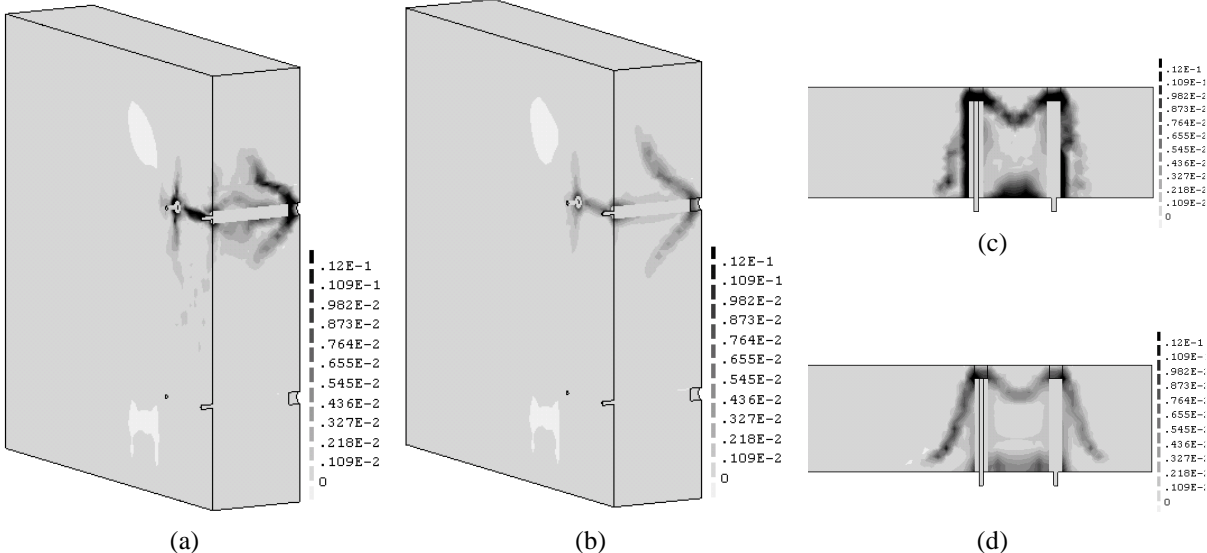 .12E-1
.109E-1
.982E-2
.873E-2
.764E-2
.655E-2
.545E-2
.436E-2
.327E-2
.218E-2
.109E-2
0
(a)
.12E-1
.109E-1
.982E-2
.873E-2
.764E-2
.655E-2
.545E-2
.436E-2
.327E-2
.218E-2
.109E-2
0
(b)
.12E-1
.109E-1
.982E-2
.873E-2
.764E-2
.655E-2
.545E-2
.436E-2
.327E-2
.218E-2
.109E-2
0
(c)
.12E-1
.109E-1
.982E-2
.873E-2
.764E-2
.655E-2
.545E-2
.436E-2
.327E-2
.218E-2
.109E-2
0
(d)